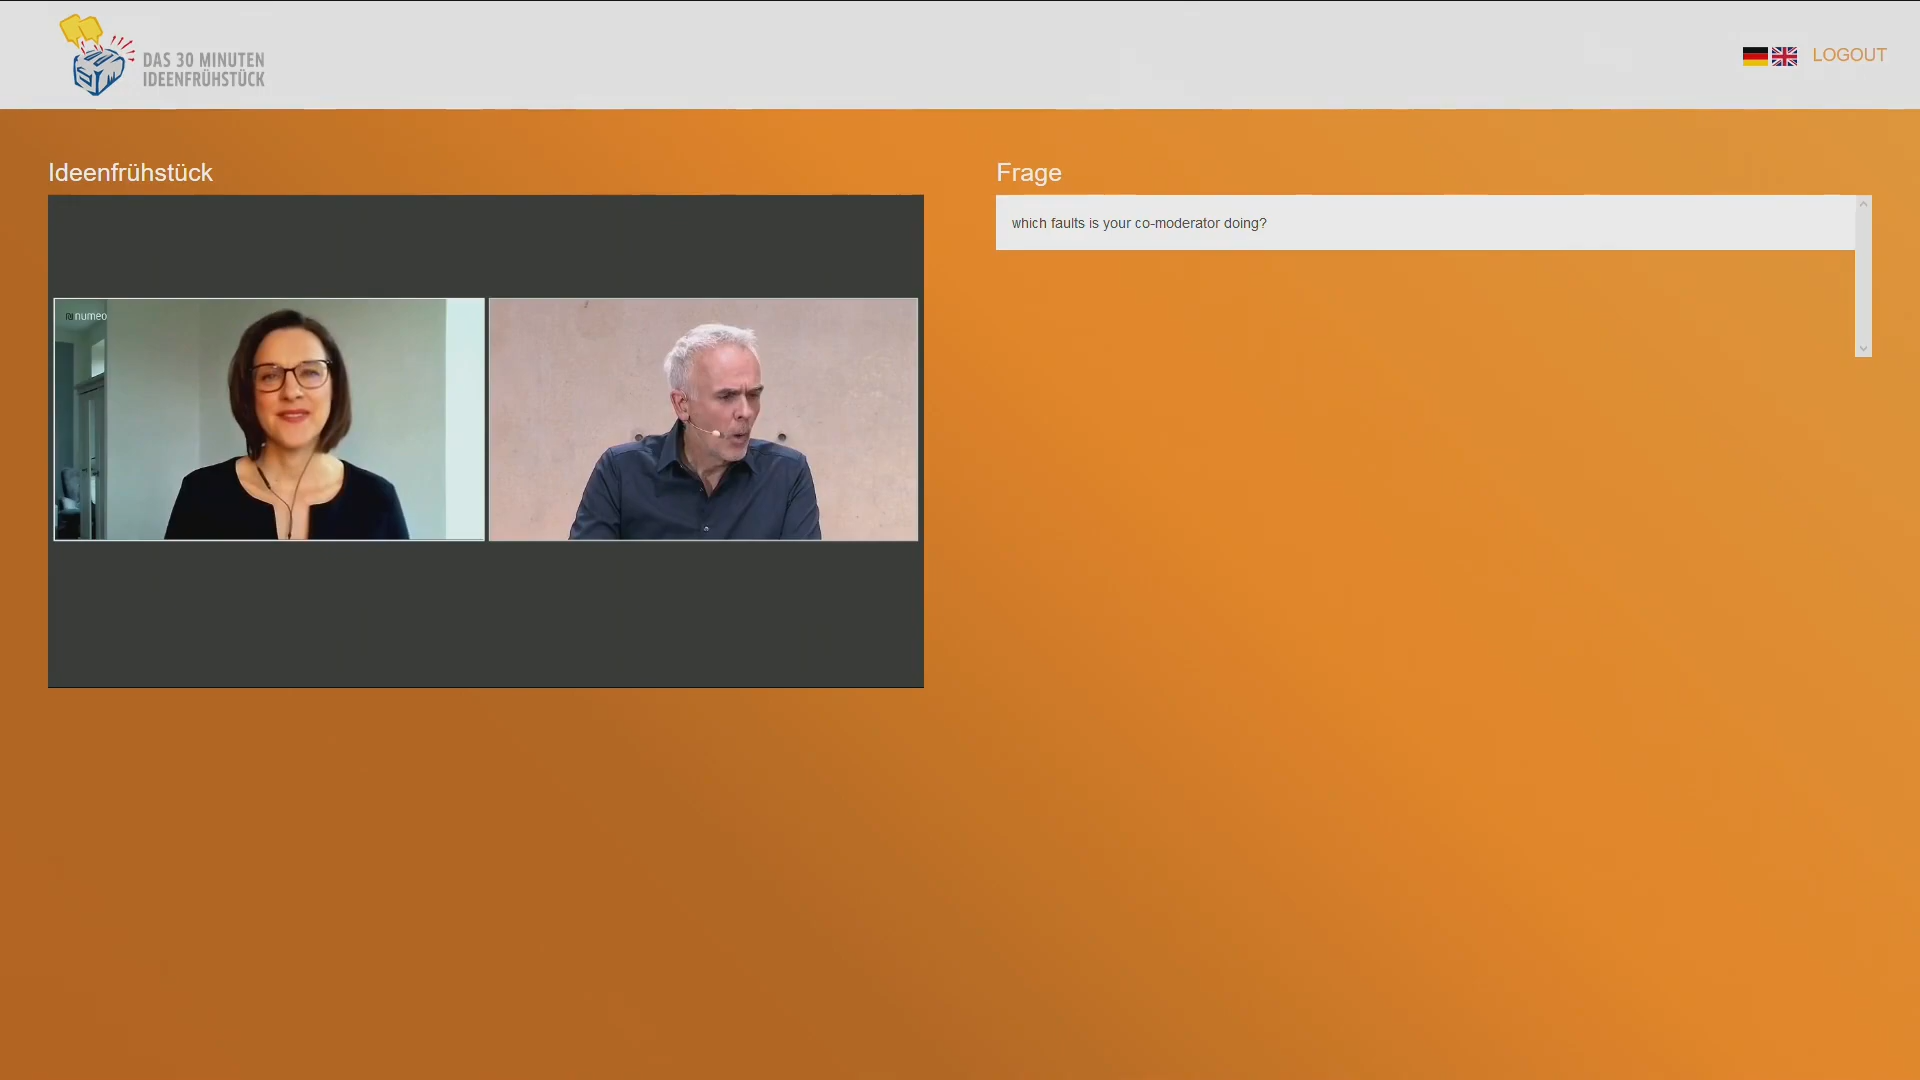 DAS 30 MINUTEN
IDEENFRÜHSTÜCK
LOGOUT
Ideenfrühstück
Frage
which faults is your co-moderator doing?
numeo